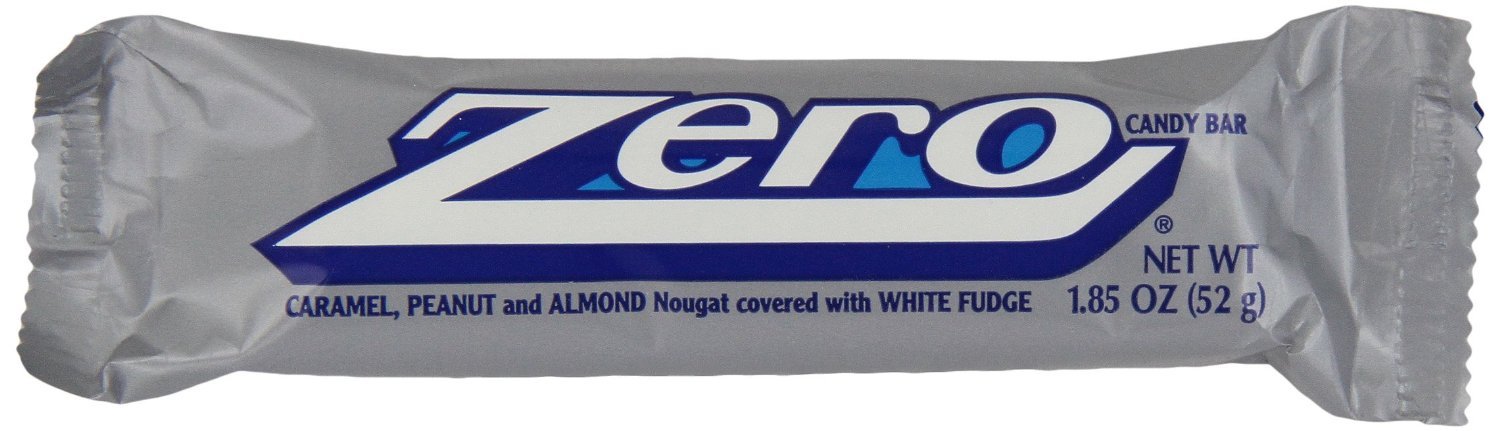 Zero
CANDY BAR
®
NET WT
CARAMEL, PEANUT and ALMOND Nougat covered with WHITE FUDGE 1.85 OZ (52 g)